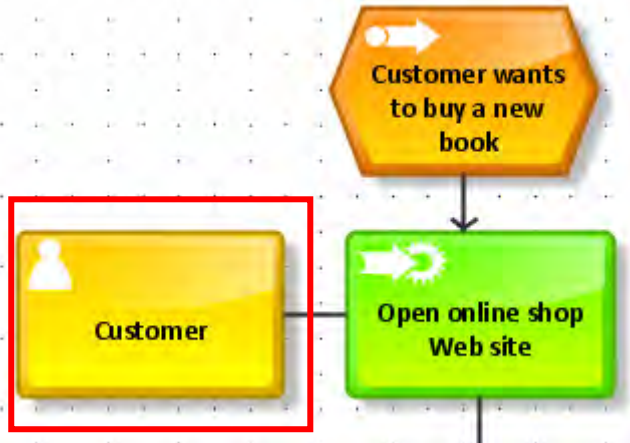 Customer wants
to buy a new
book
Customer
Open online shop
Web site